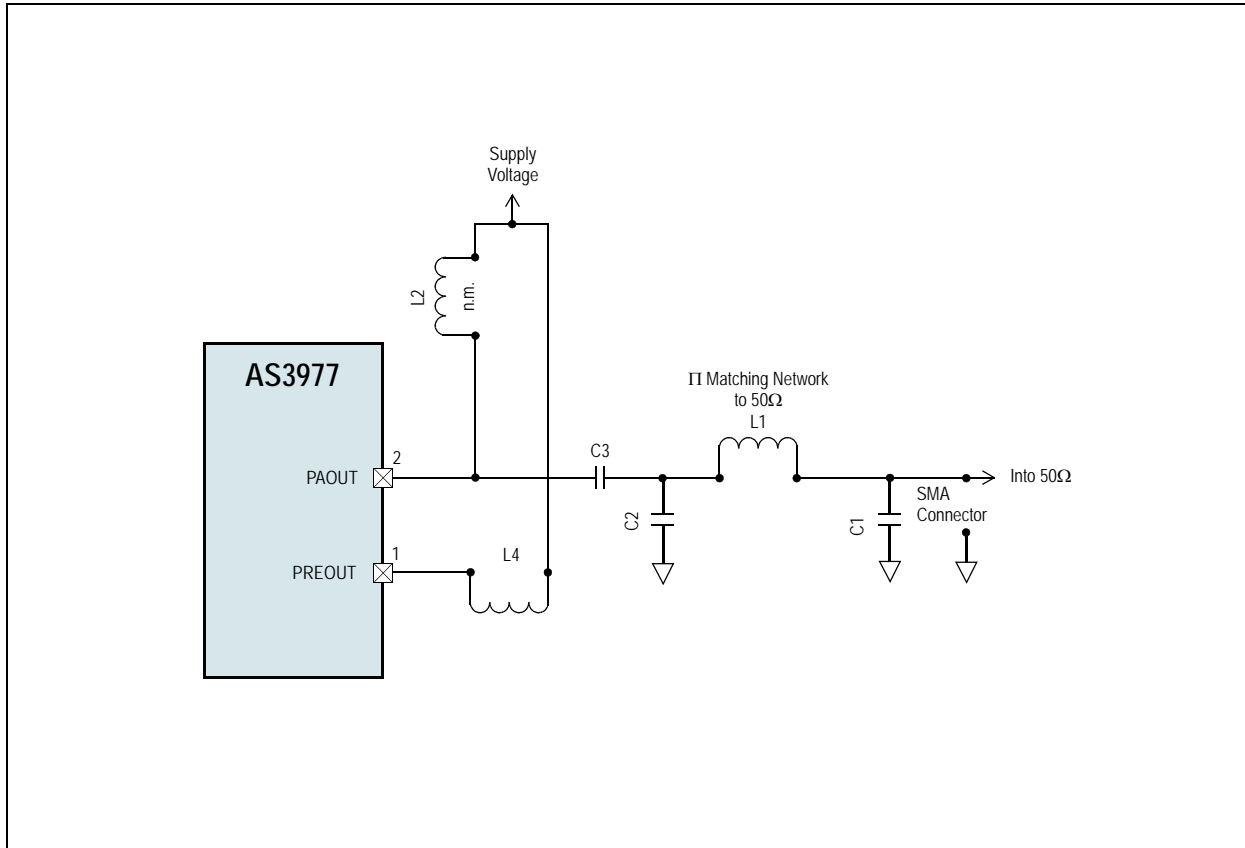 Supply
Voltage
L2
n.m.
AS3977
Π Matching Network
to 50Ω
L1
PAOUT
2
C3
Into 50Ω
SMA
Connector
C2
C1
PREOUT
1
L4